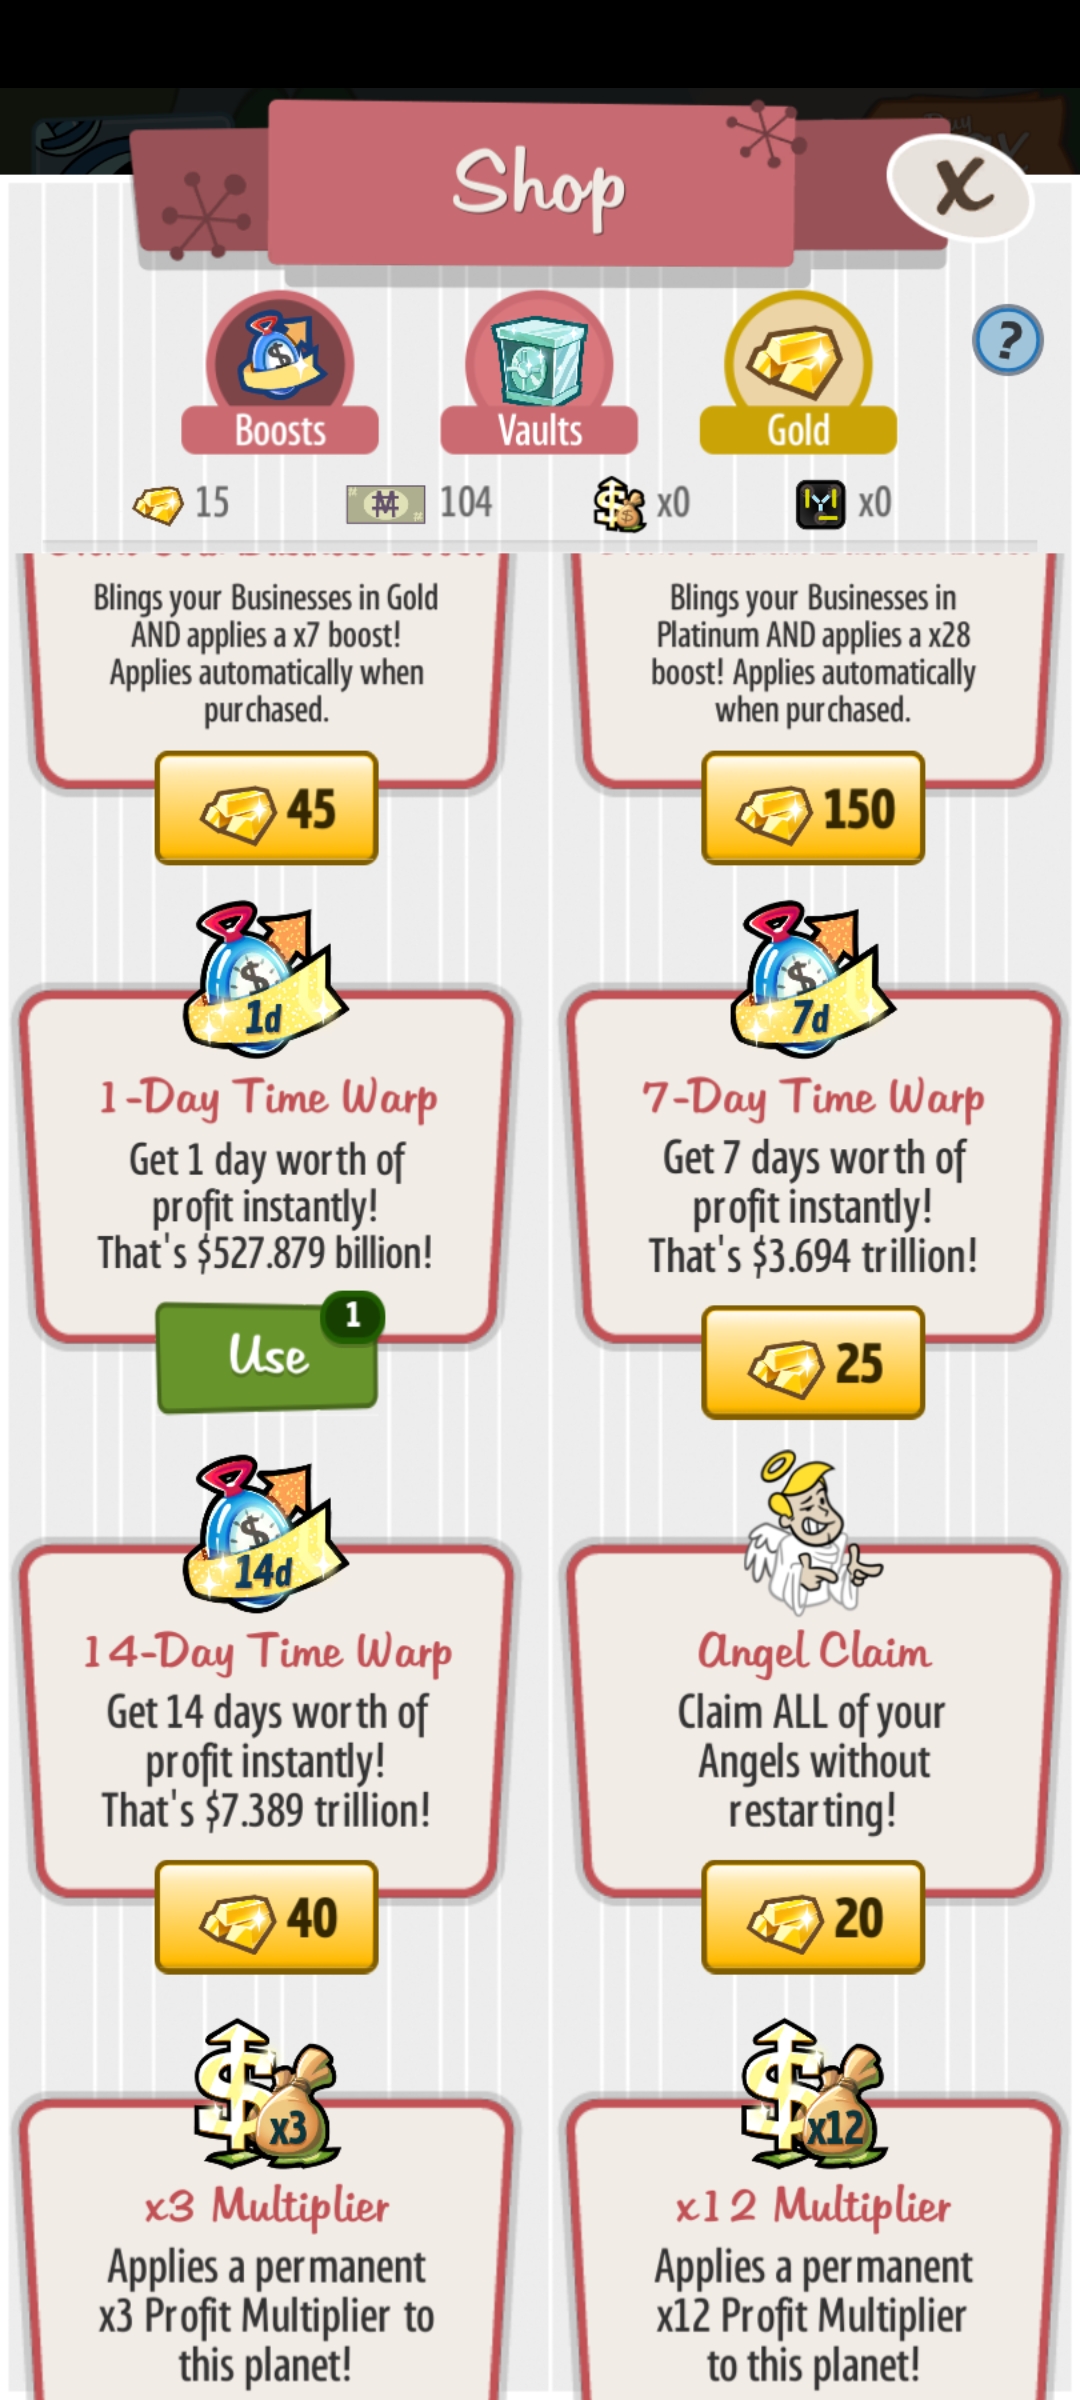 Shop
X
?
Boosts
Vaults
Gold
15
104
x0
x0
Blings your Businesses in Gold
AND applies a x7 boost!
Applies automatically when
purchased.
45
Blings your Businesses in
Platinum AND applies a x28
boost! Applies automatically
when purchased.
150
1d
1-Day Time Warp
Get 1 day worth of
profit instantly!
That's $527.879 billion!
Use
1
7d
7-Day Time Warp
Get 7 days worth of
profit instantly!
That's $3.694 trillion!
25
14d
14-Day Time Warp
Get 14 days worth of
profit instantly!
That's $7.389 trillion!
40
Angel Claim
Claim ALL of your
Angels without
restarting!
20
x3
x3 Multiplier
Applies a permanent
x3 Profit Multiplier to
this planet!
x12
x12 Multiplier
Applies a permanent
x12 Profit Multiplier
to this planet!